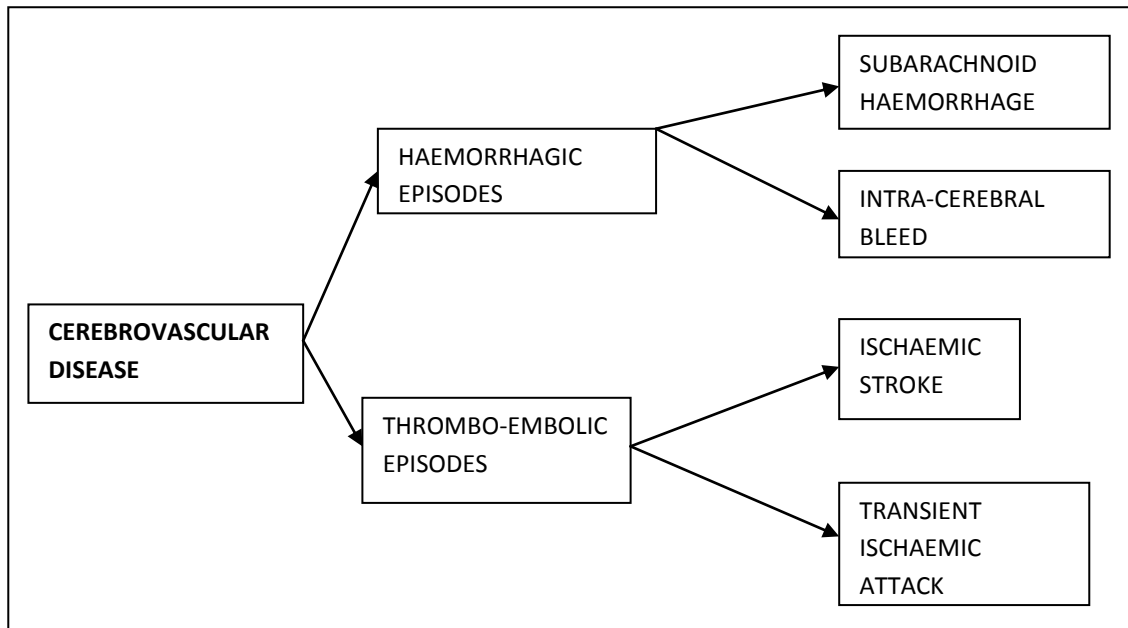 SUBARACHNOID
HAEMORRHAGE
HAEMORRHAGIC
EPISODES
INTRA-CEREBRAL
BLEED
CEREBROVASCULAR
DISEASE
ISCHAEMIC
STROKE
THROMBO-EMBOLIC
EPISODES
TRANSIENT
ISCHAEMIC
ATTACK